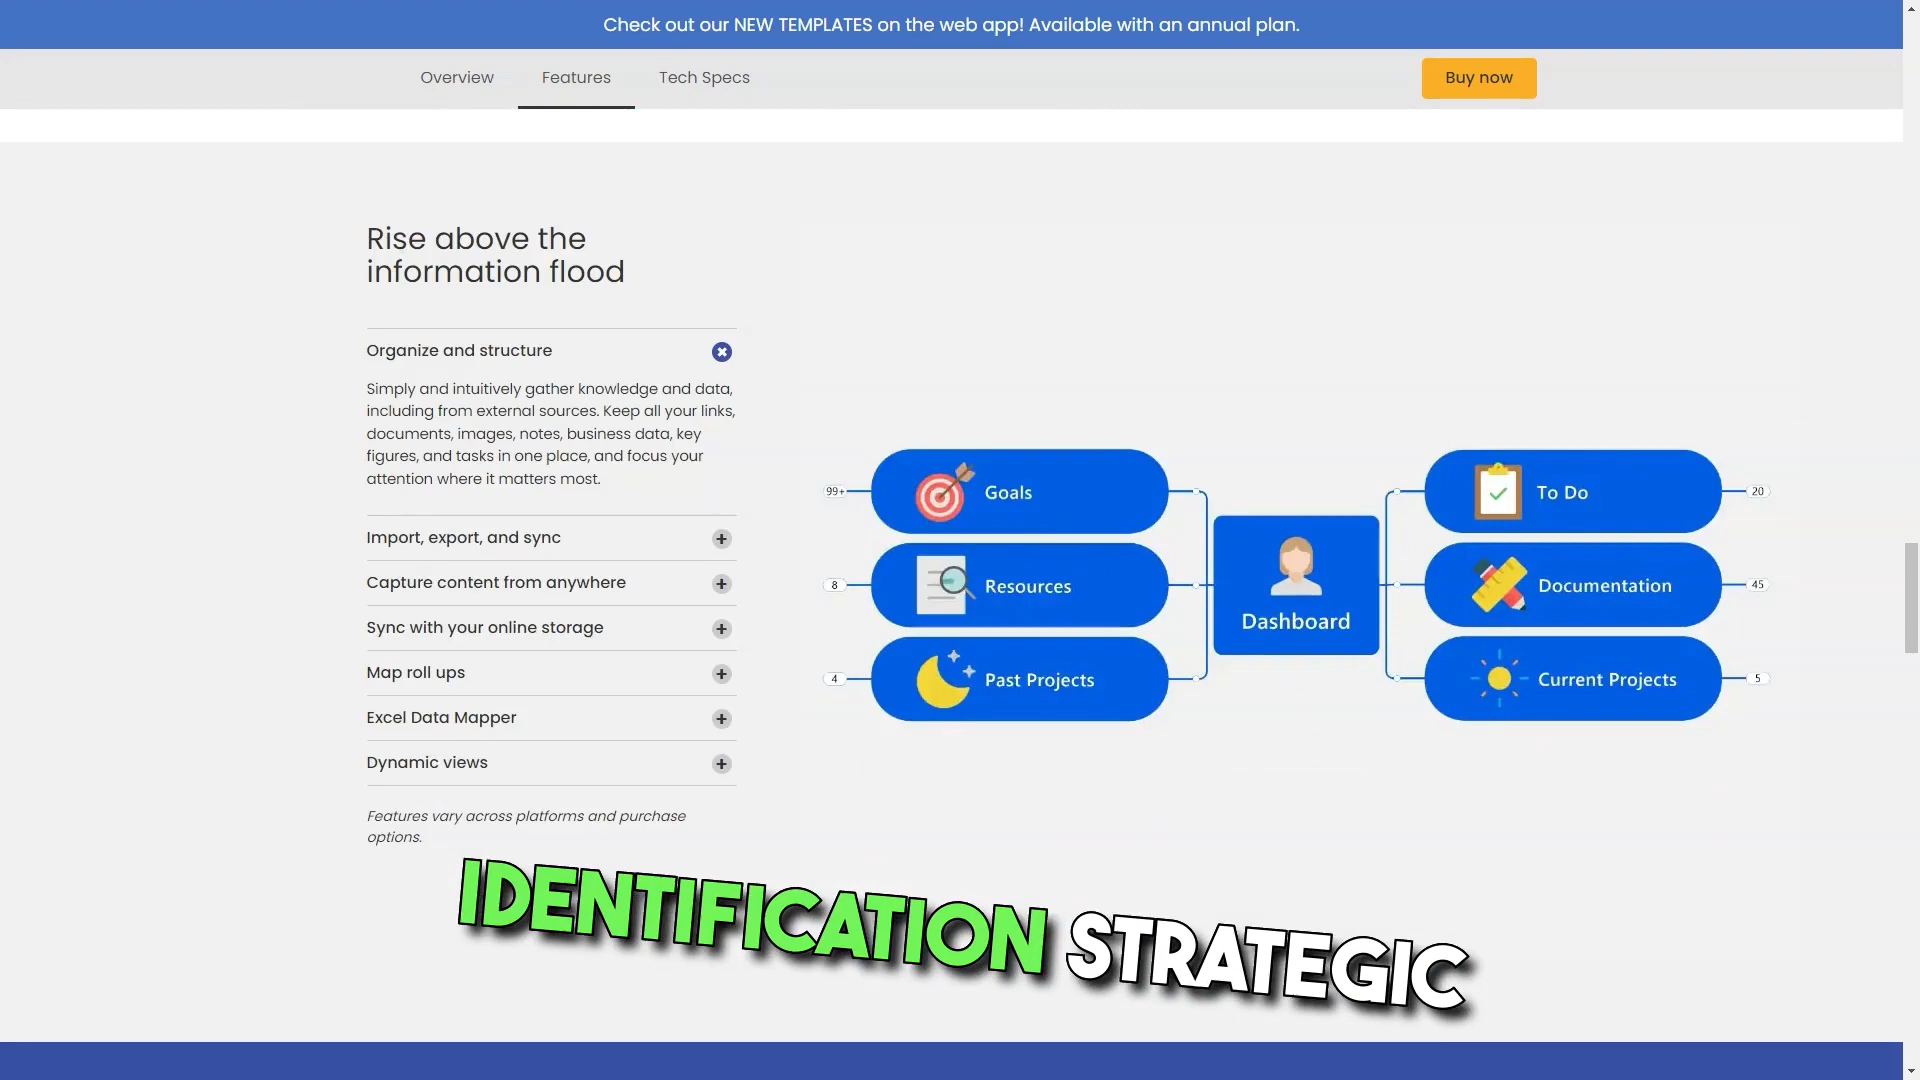 Check out our NEW TEMPLATES on the web app! Available with an annual plan.
Overview Features Tech Specs Buy now
Rise above the
information flood
Organize and structure
Simply and intuitively gather knowledge and data,
including from external sources. Keep all your links,
documents, images, notes, business data, key
figures, and tasks in one place, and focus your
attention where it matters most.
Import, export, and sync
Capture content from anywhere
Sync with your online storage
Map roll ups
Excel Data Mapper
Dynamic views
Features vary across platforms and purchase
options.
99+ Goals
8 Resources
4 Past Projects
Dashboard
To Do 20
Documentation 45
Current Projects 5
IDENTIFICATION STRATEGIC